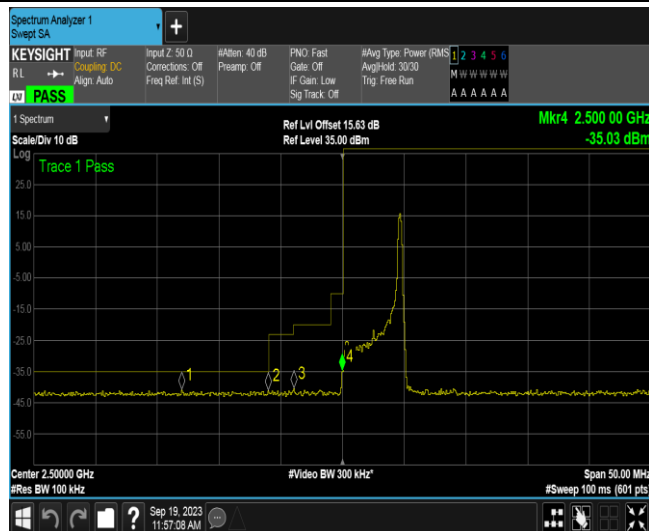 Spectrum Analyzer 1
Swept SA
+
KEYSIGHT
RL
LXI PASS
Input: RF
Coupling: DC
Align: Auto
Input Z: 50 Ω
Corrections: Off
Freq Ref: Int (S)
#Atten: 40 dB
Preamp: Off
PNO: Fast
Gate: Off
IF Gain: Low
Sig Track: Off
#Avg Type: Power (RMS
Avg|Hold: 30/30
Trig: Free Run
1 2 3 4 5 6
M W W W W W
A A A A A A
1 Spectrum
Scale/Div 10 dB
Ref Lvl Offset 15.63 dB
Ref Level 35.00 dBm
Mkr4 2.500 00 GHz
-35.03 dBm
Log
Trace 1 Pass
25.0
15.0
5.00
-5.00
-15.0
-25.0
-35.0
-45.0
-55.0
1
2
3
4
Center 2.50000 GHz
#Res BW 100 kHz
#Video BW 300 kHz*
Span 50.00 MHz
#Sweep 100 ms (601 pts)
?
Sep 19, 2023
11:57:08 AM